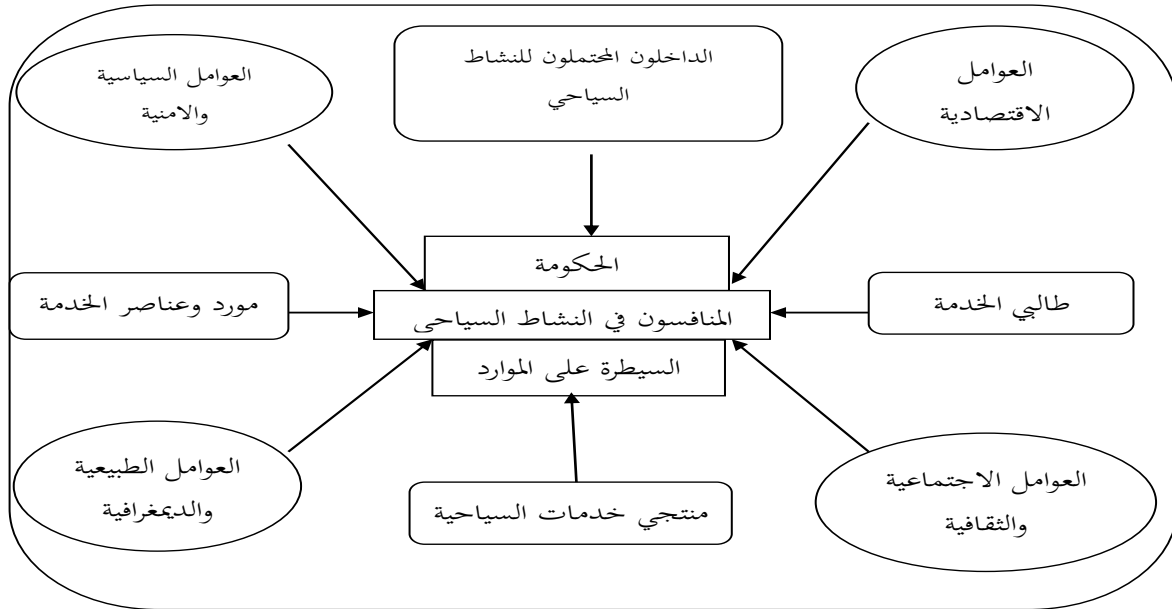 العوامل
الاقتصادية
الداخلون المحتملون للنشاط
السياحي
العوامل السياسية
والامنية
الحكومة
طالبي الخدمة
المنافسون في النشاط السياحى
مورد وعناصر الخدمة
السيطرة على الموارد
العوامل الاجتماعية
والثقافية
منتجي خدمات السياحية
العوامل الطبيعية
والديمغرافية